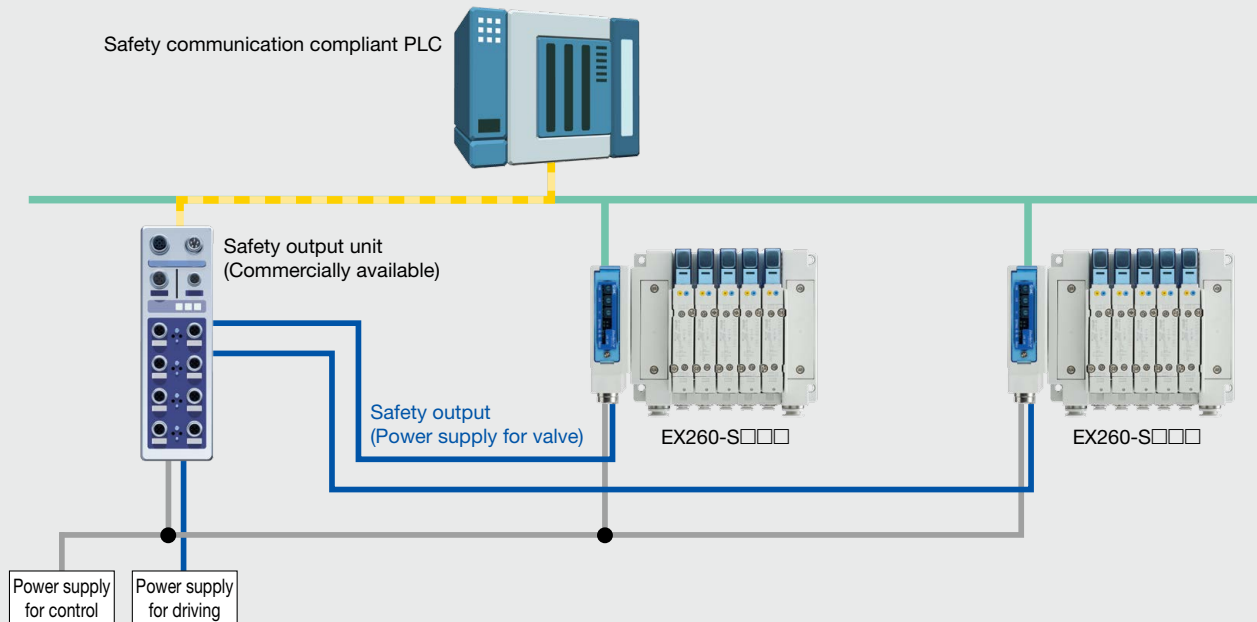 Safety communication compliant PLC
Safety output unit
(Commercially available)
Safety output
(Power supply for valve)
EX260-S□□□
EX260-S□□□
Power supply
for control
Power supply
for driving